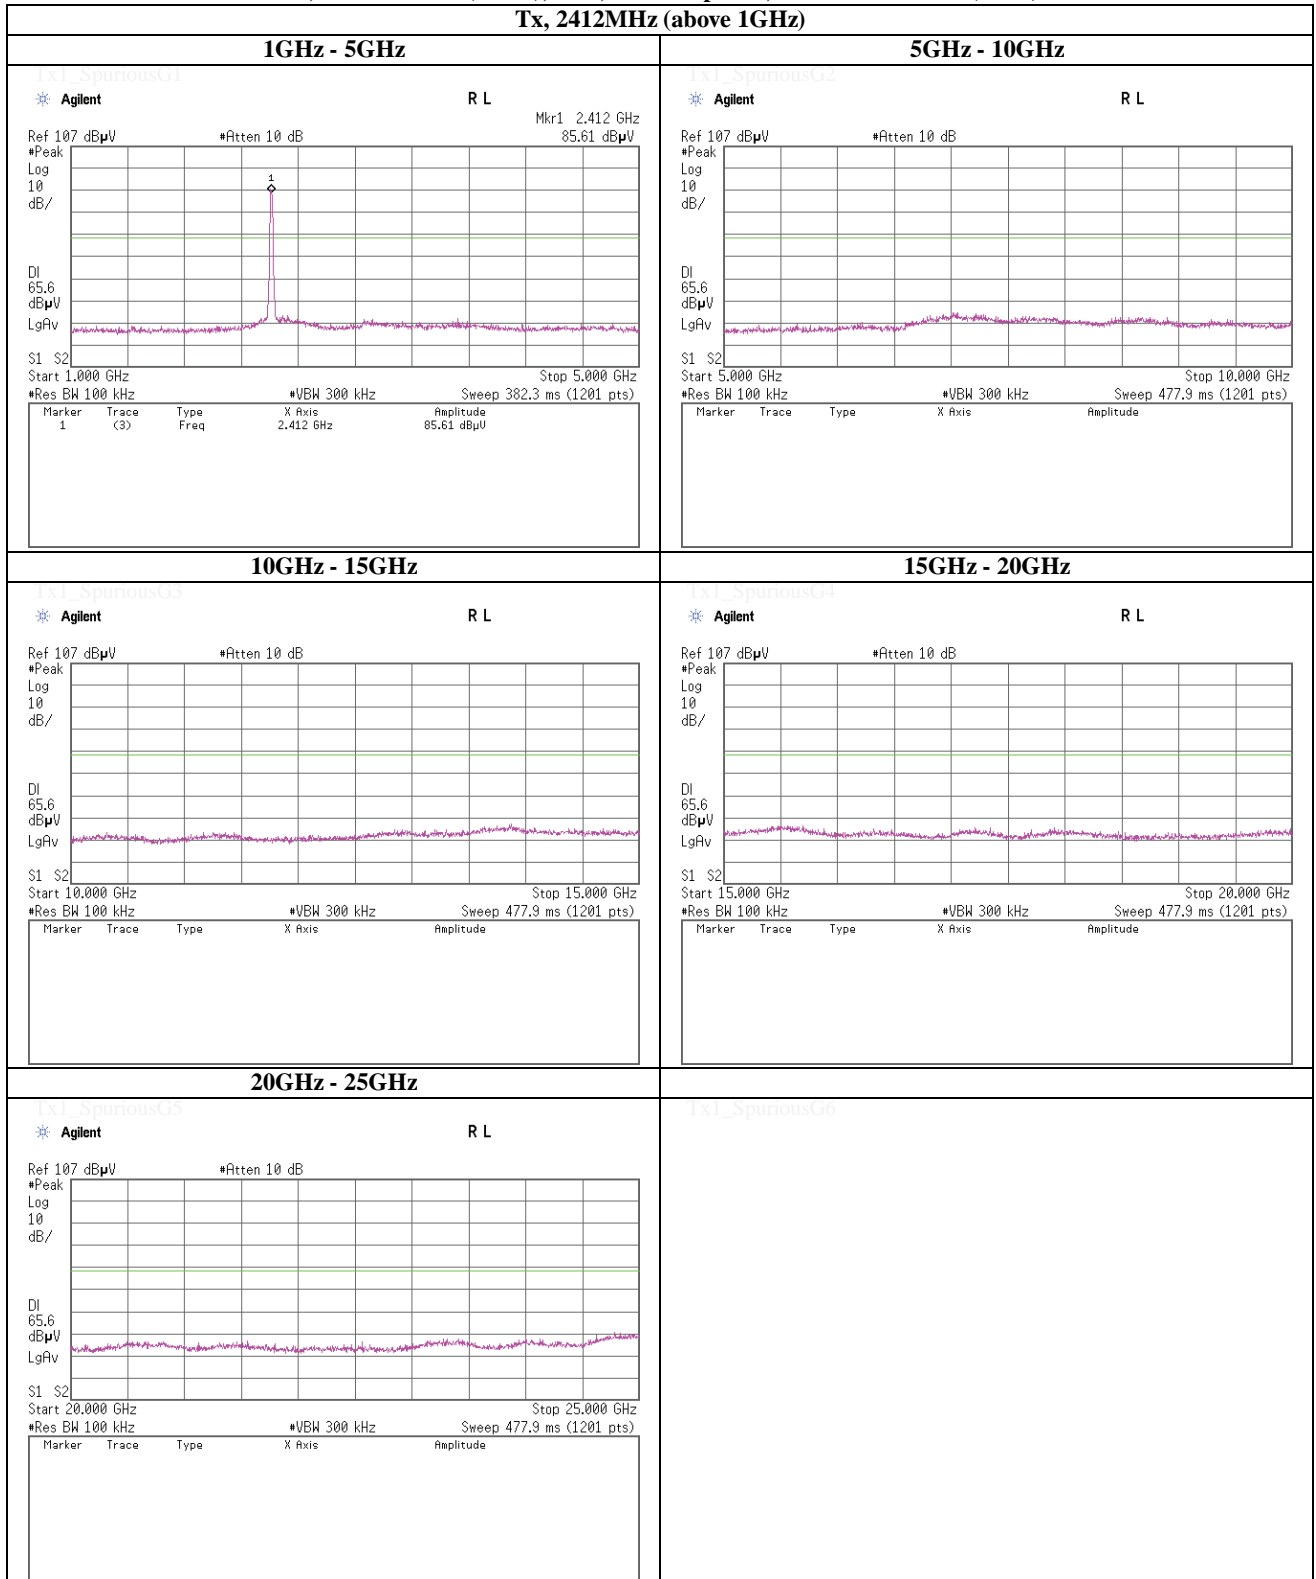 Tx, 2412MHz (above 1GHz)
1GHz - 5GHz
Tx1_SpuriousG1
Agilent
R L
Mkr1 2.412 GHz
Ref 107 dBµV #Atten 10 dB 85.61 dBµV
#Peak
Log
10
dB/
1
DI
65.6
dBµV
LgAv
S1 S2
Start 1.000 GHz Stop 5.000 GHz
#Res BW 100 kHz #VBW 300 kHz Sweep 382.3 ms (1201 pts)
Marker Trace Type X Axis Amplitude
1 (3) Freq 2.412 GHz 85.61 dBµV
5GHz - 10GHz
Tx1_SpuriousG2
Agilent
R L
Ref 107 dBµV #Atten 10 dB
#Peak
Log
10
dB/
DI
65.6
dBµV
LgAv
S1 S2
Start 5.000 GHz Stop 10.000 GHz
#Res BW 100 kHz #VBW 300 kHz Sweep 477.9 ms (1201 pts)
Marker Trace Type X Axis Amplitude
10GHz - 15GHz
Tx1_SpuriousG3
Agilent
R L
Ref 107 dBµV #Atten 10 dB
#Peak
Log
10
dB/
DI
65.6
dBµV
LgAv
S1 S2
Start 10.000 GHz Stop 15.000 GHz
#Res BW 100 kHz #VBW 300 kHz Sweep 477.9 ms (1201 pts)
Marker Trace Type X Axis Amplitude
15GHz - 20GHz
Tx1_SpuriousG4
Agilent
R L
Ref 107 dBµV #Atten 10 dB
#Peak
Log
10
dB/
DI
65.6
dBµV
LgAv
S1 S2
Start 15.000 GHz Stop 20.000 GHz
#Res BW 100 kHz #VBW 300 kHz Sweep 477.9 ms (1201 pts)
Marker Trace Type X Axis Amplitude
20GHz - 25GHz
Tx1_SpuriousG5
Agilent
R L
Ref 107 dBµV #Atten 10 dB
#Peak
Log
10
dB/
DI
65.6
dBµV
LgAv
S1 S2
Start 20.000 GHz Stop 25.000 GHz
#Res BW 100 kHz #VBW 300 kHz Sweep 477.9 ms (1201 pts)
Marker Trace Type X Axis Amplitude
Tx1_SpuriousG6